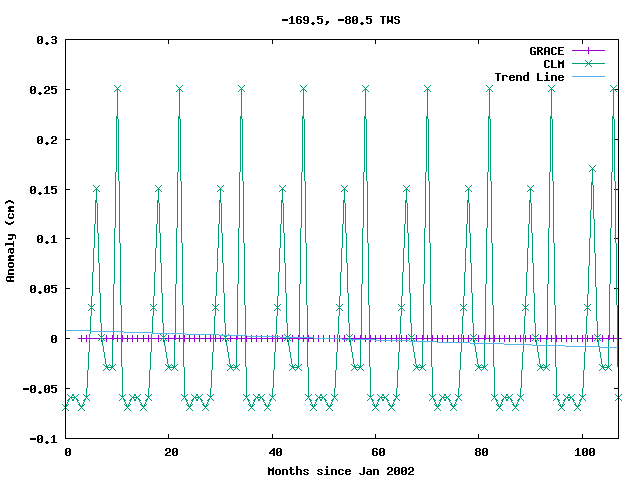 -169.5, -80.5 TWS
0.3
0.25
0.2
0.15
0.1
0.05
0
-0.05
-0.1
Anomaly (cm)
GRACE
CLM
Trend Line
0 20 40 60 80 100
Months since Jan 2002